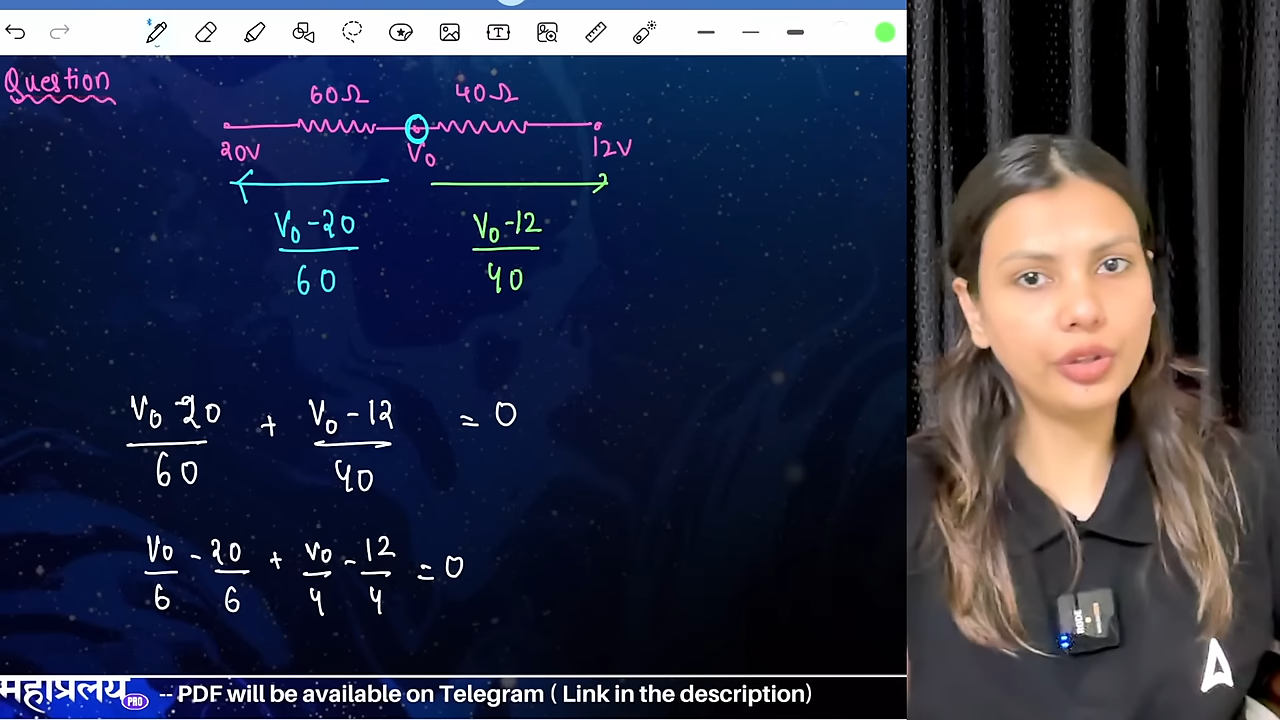 Question
60Ω 40Ω
20V V₀ 12V
V₀-20 V₀-12
60 40
V₀-20 + V₀-12 = 0
60 40
V₀ - 20 + V₀ - 12 = 0
6 6 4 4
महाप्रलय PRO -- PDF will be available on Telegram ( Link in the description)
RODE